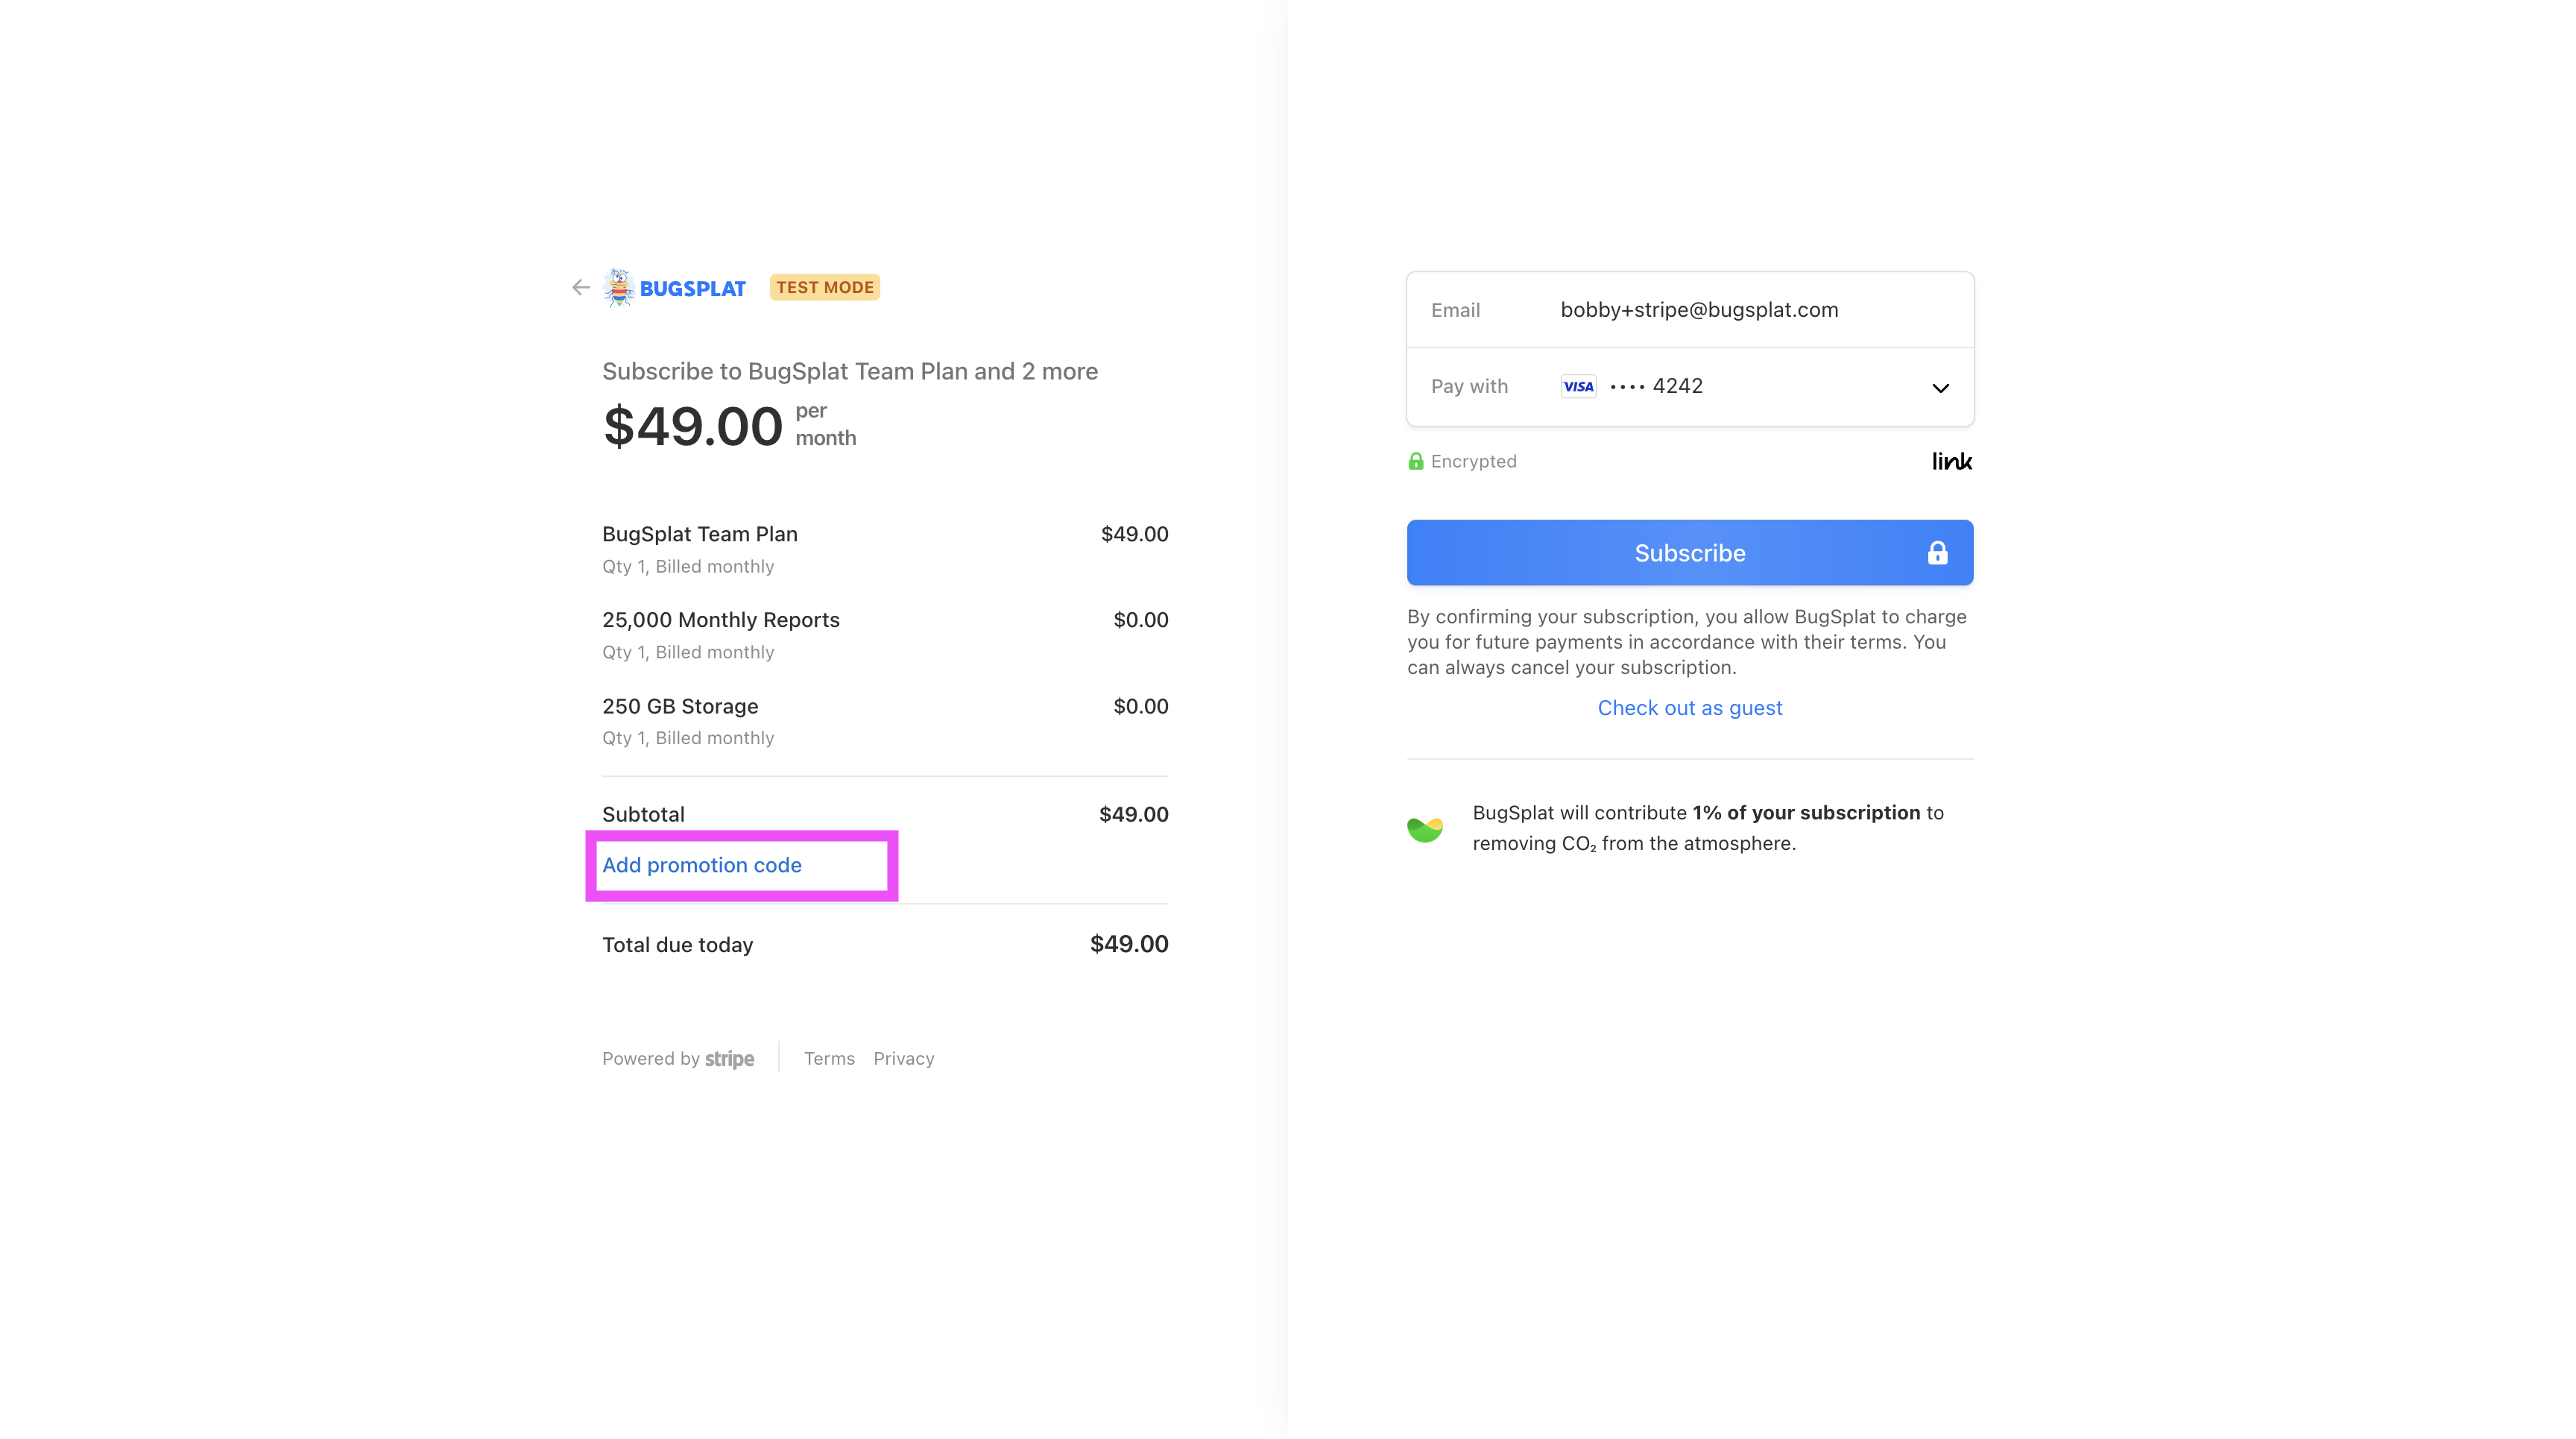 BUGSPLAT TEST MODE
Subscribe to BugSplat Team Plan and 2 more
$49.00 per
month
BugSplat Team Plan $49.00
Qty 1, Billed monthly
25,000 Monthly Reports $0.00
Qty 1, Billed monthly
250 GB Storage $0.00
Qty 1, Billed monthly
Subtotal $49.00
Add promotion code
Total due today $49.00
Powered by stripe Terms Privacy
Email bobby+stripe@bugsplat.com
Pay with VISA •••• 4242
Encrypted link
Subscribe
By confirming your subscription, you allow BugSplat to charge
you for future payments in accordance with their terms. You
can always cancel your subscription.
Check out as guest
BugSplat will contribute 1% of your subscription to
removing CO₂ from the atmosphere.